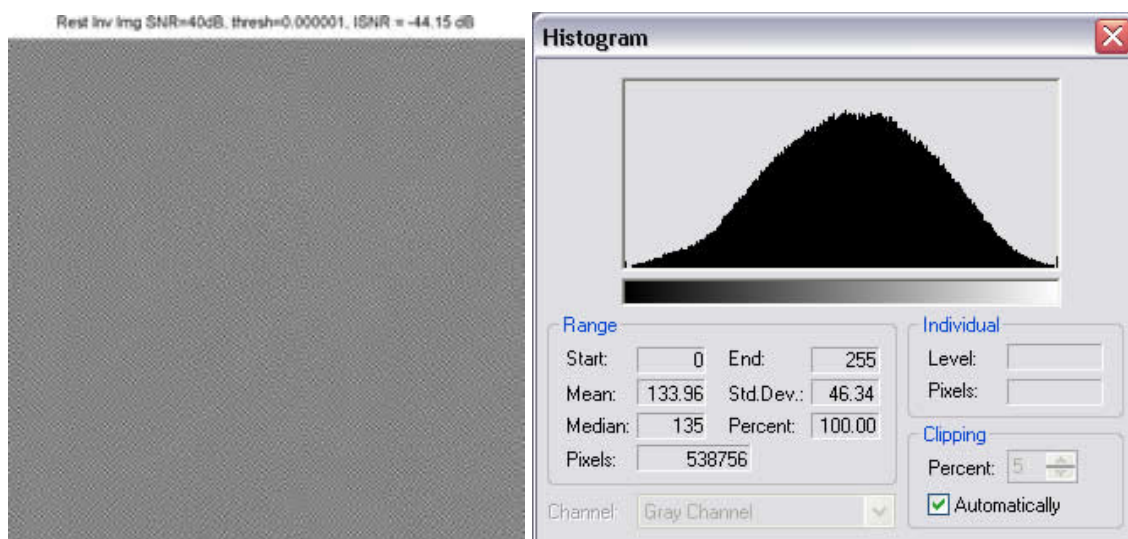 Rest Inv Img SNR=40dB, thresh=0.000001, ISNR = -44.15 dB
Histogram
Range
Start: 0 End: 255
Mean: 133.96 Std.Dev.: 46.34
Median: 135 Percent: 100.00
Pixels: 538756
Individual
Level:
Pixels:
Clipping
Percent: 5
Automatically
Channel: Gray Channel